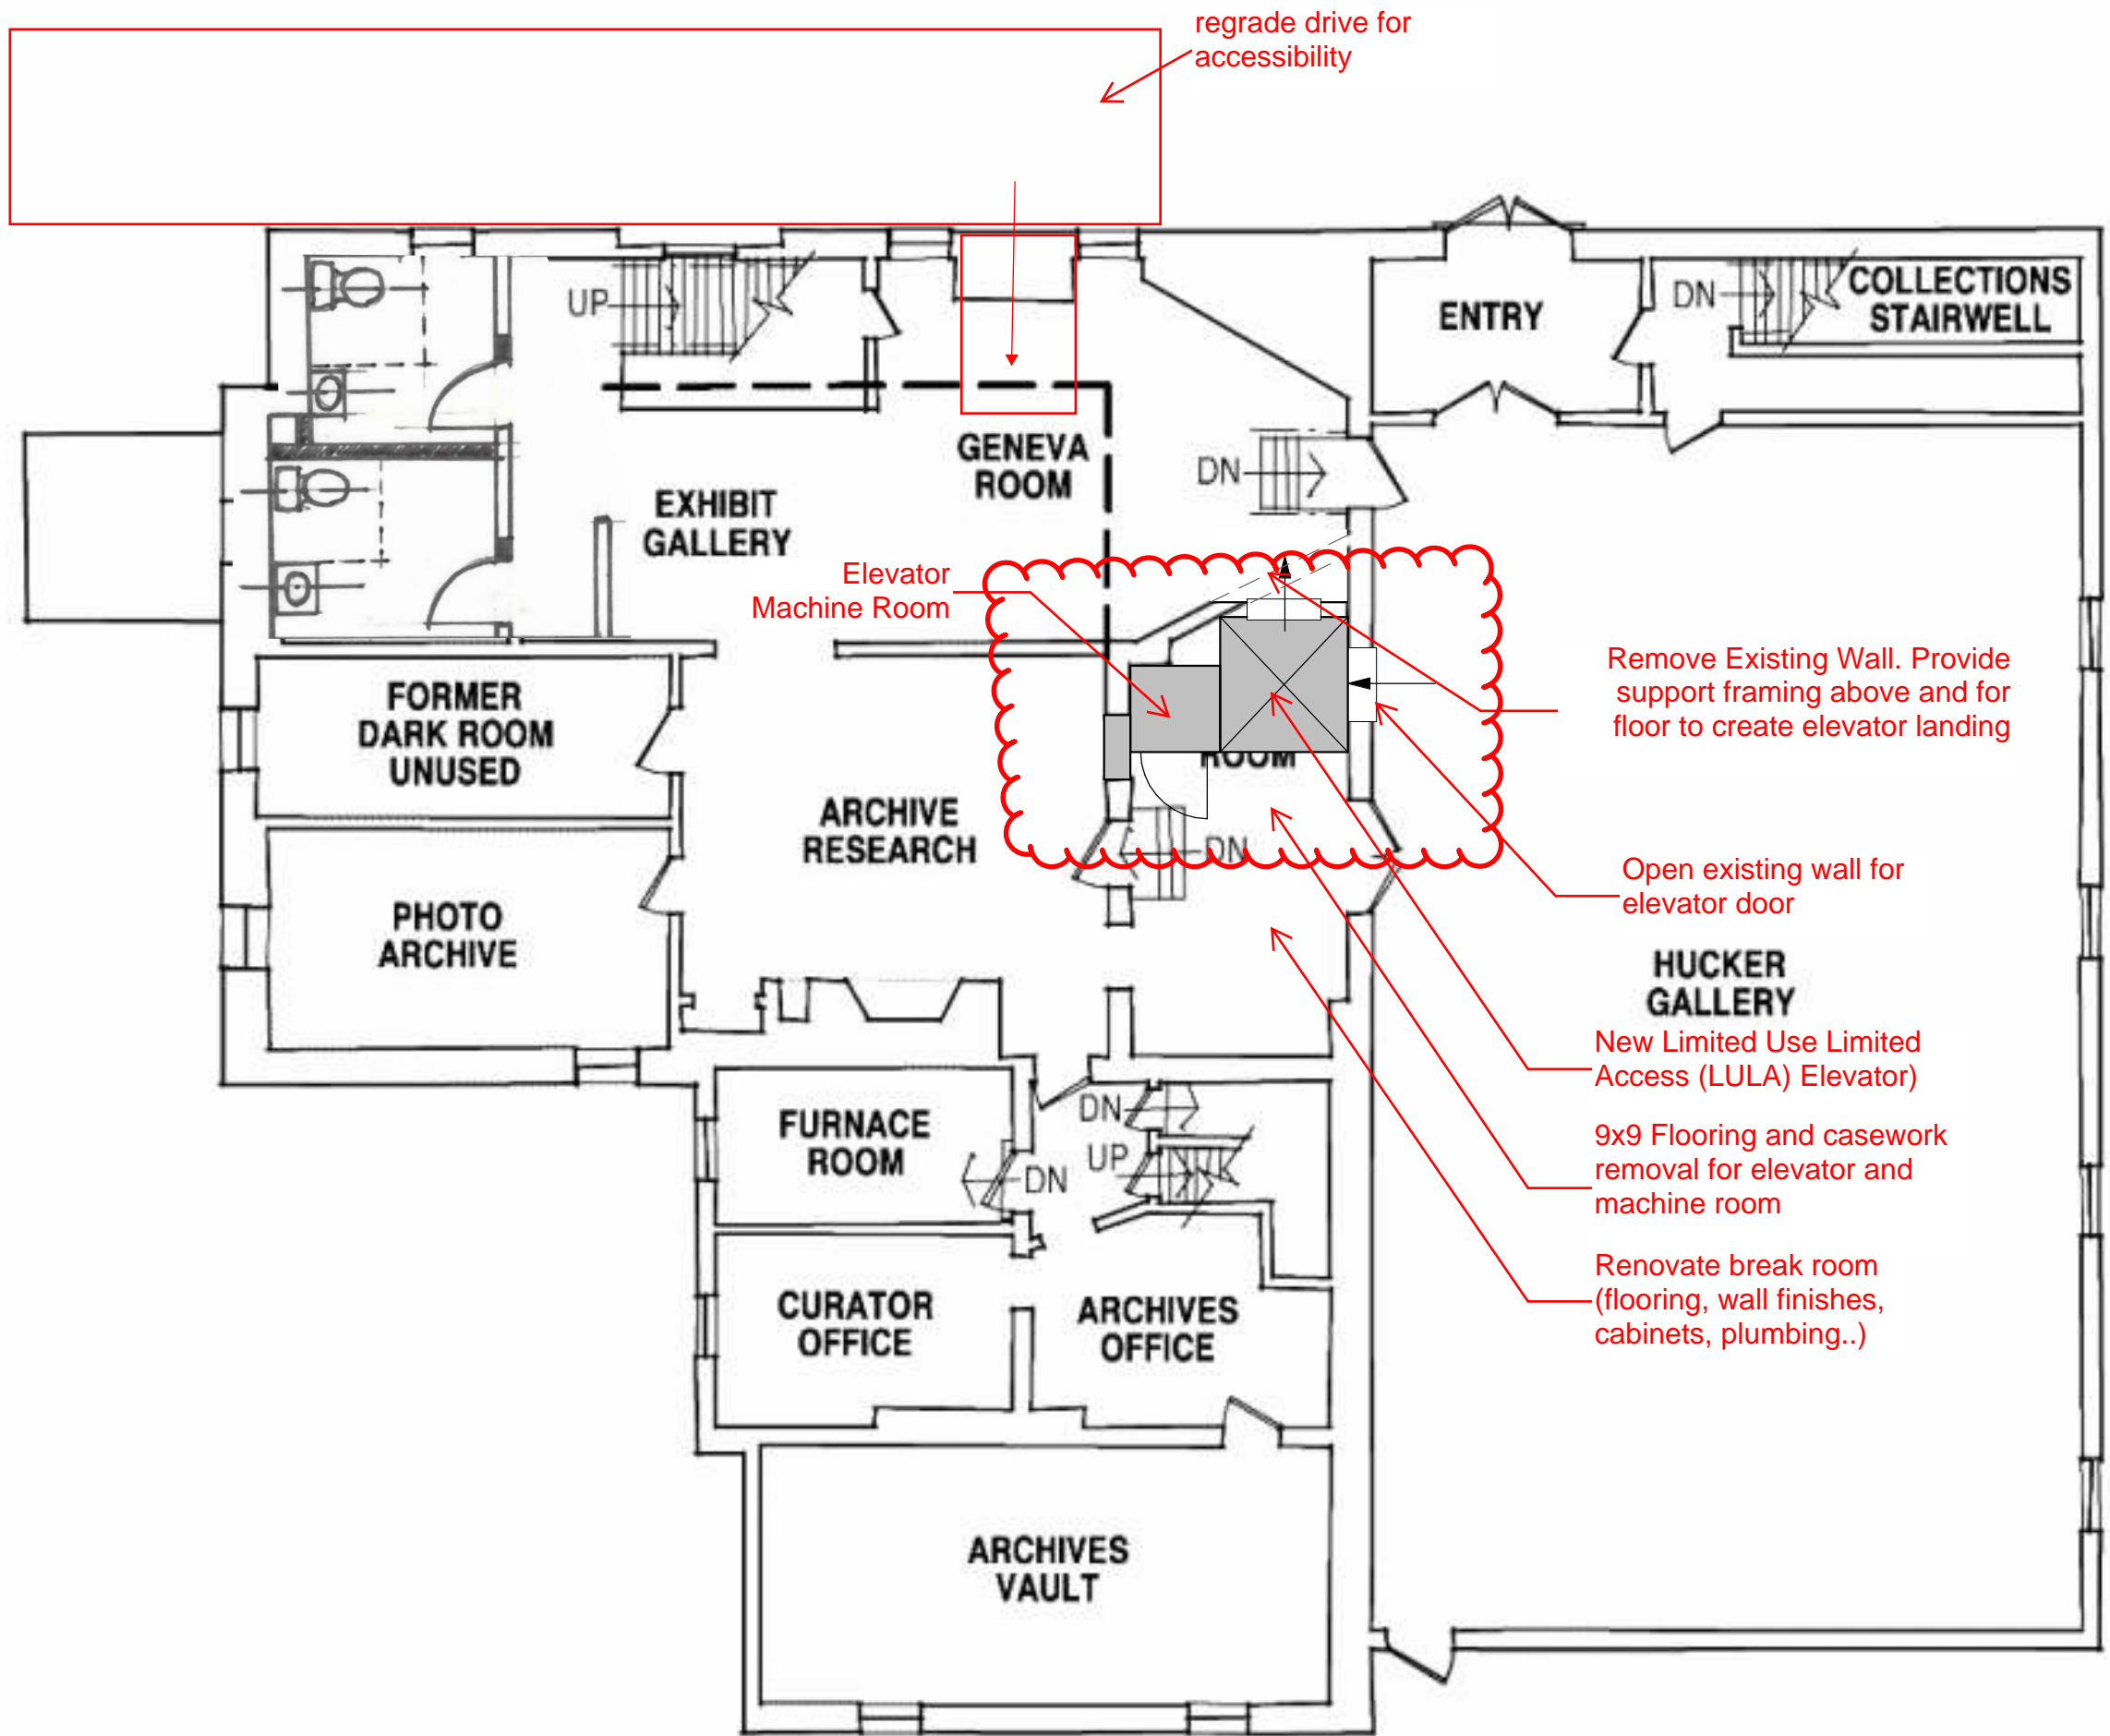 regrade drive for
accessibility
UP
ENTRY
DN
COLLECTIONS
STAIRWELL
GENEVA
ROOM
DN
EXHIBIT
GALLERY
Elevator
Machine Room
Remove Existing Wall. Provide
support framing above and for
floor to create elevator landing
FORMER
DARK ROOM
UNUSED
ROOM
ARCHIVE
RESEARCH
DN
Open existing wall for
elevator door
PHOTO
ARCHIVE
HUCKER
GALLERY
New Limited Use Limited
Access (LULA) Elevator)
FURNACE
ROOM
DN
UP
DN
9x9 Flooring and casework
removal for elevator and
machine room
Renovate break room
(flooring, wall finishes,
cabinets, plumbing..)
CURATOR
OFFICE
ARCHIVES
OFFICE
ARCHIVES
VAULT